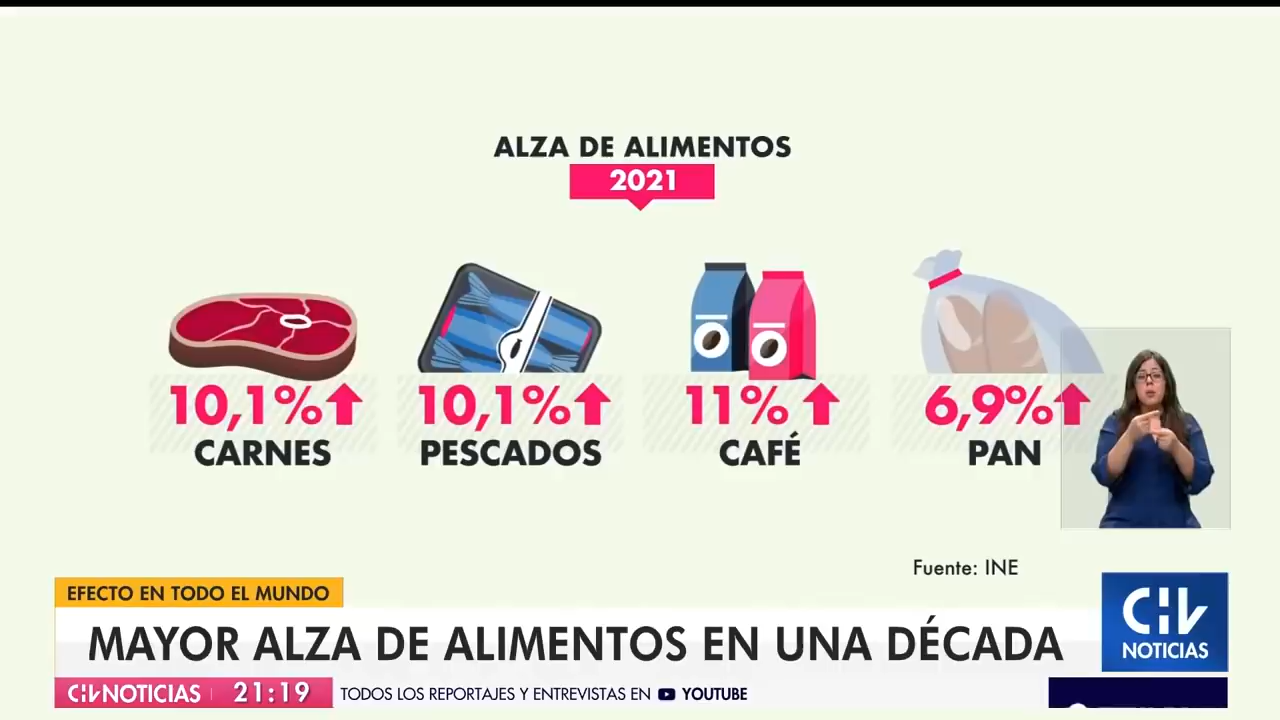 ALZA DE ALIMENTOS
2021
10,1%
CARNES
10,1%
PESCADOS
11%
CAFÉ
6,9%
PAN
Fuente: INE
EFECTO EN TODO EL MUNDO
MAYOR ALZA DE ALIMENTOS EN UNA DÉCADA
CHV NOTICIAS
CHVNOTICIAS 21:19 TODOS LOS REPORTAJES Y ENTREVISTAS EN YOUTUBE